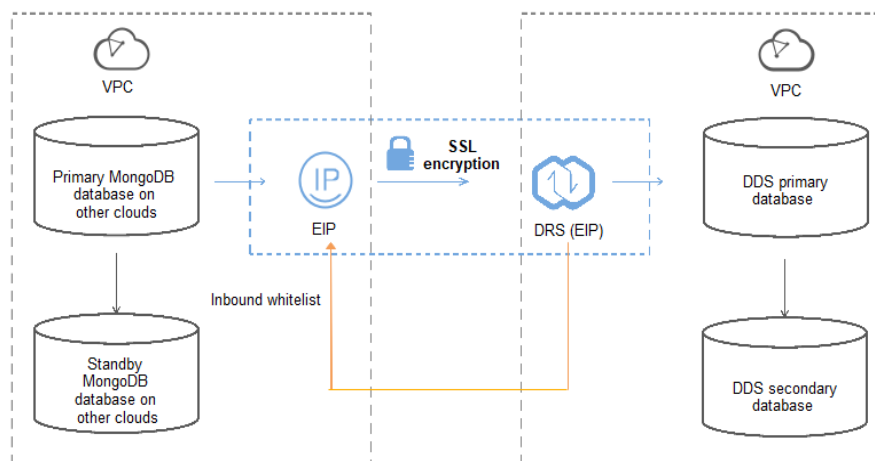 VPC
Primary MongoDB
database on
other clouds
Standby
MongoDB
database on
other clouds
IP
EIP
SSL
encryption
DRS (EIP)
Inbound whitelist
VPC
DDS primary
database
DDS secondary
database